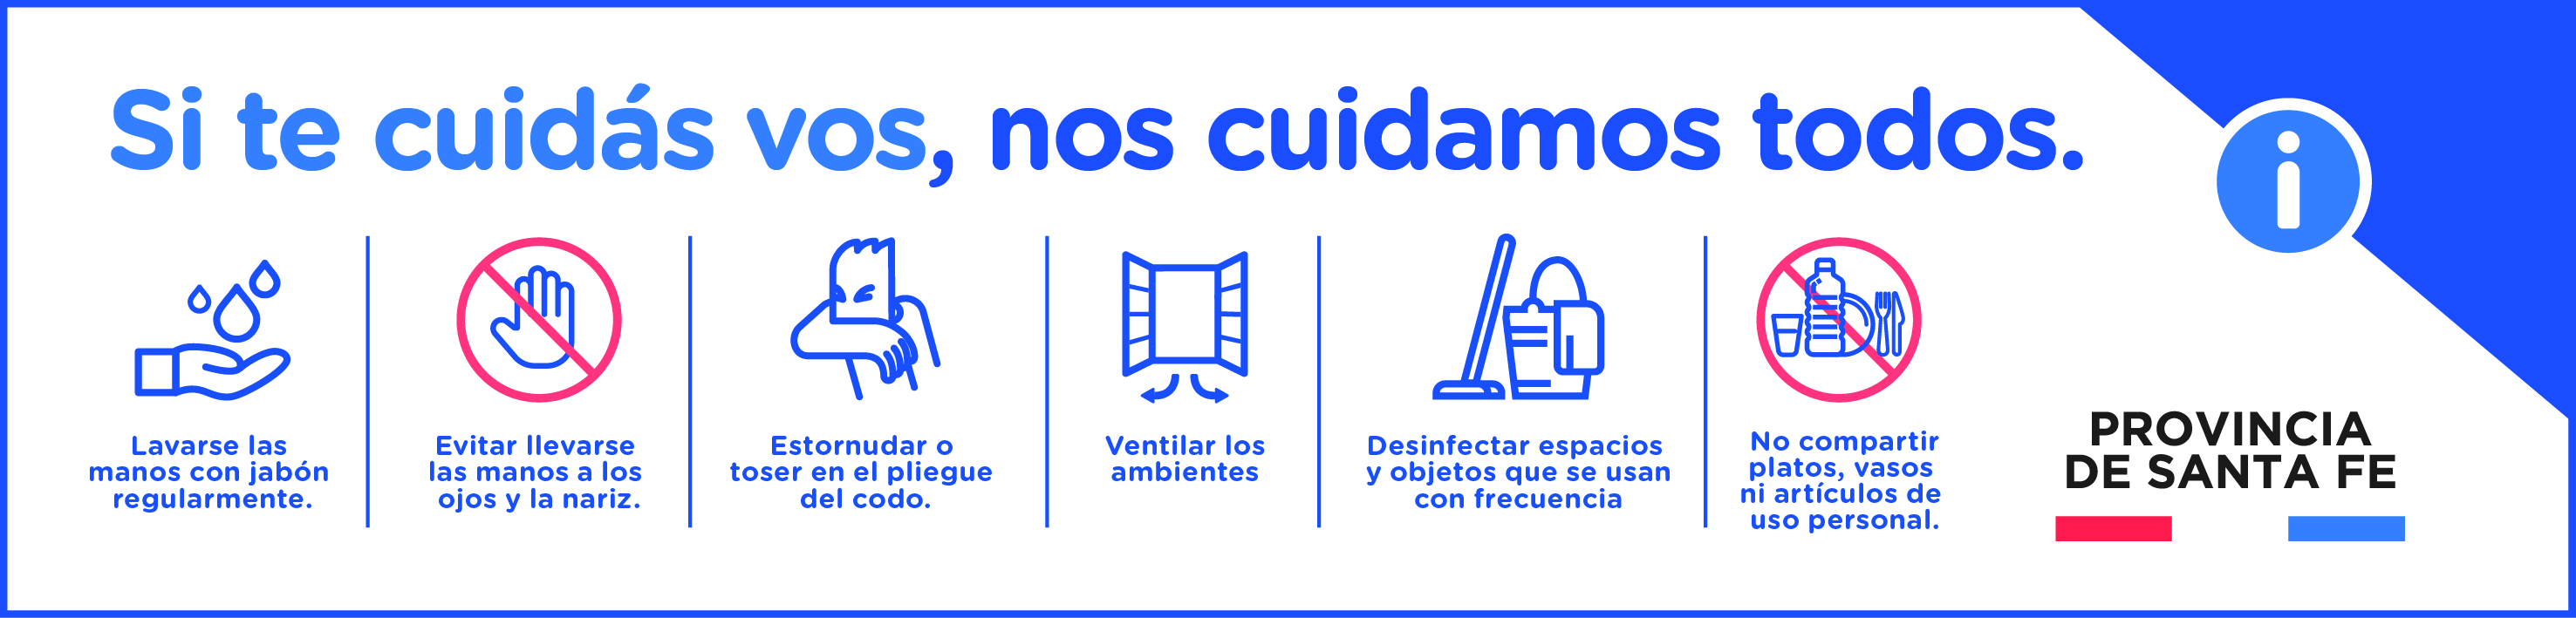 Si te cuidás vos, nos cuidamos todos.
Lavarse las
manos con jabón
regularmente.
Evitar llevarse
las manos a los
ojos y la nariz.
Estornudar o
toser en el pliegue
del codo.
Ventilar los
ambientes
Desinfectar espacios
y objetos que se usan
con frecuencia
No compartir
platos, vasos
ni artículos de
uso personal.
i
PROVINCIA
DE SANTA FE